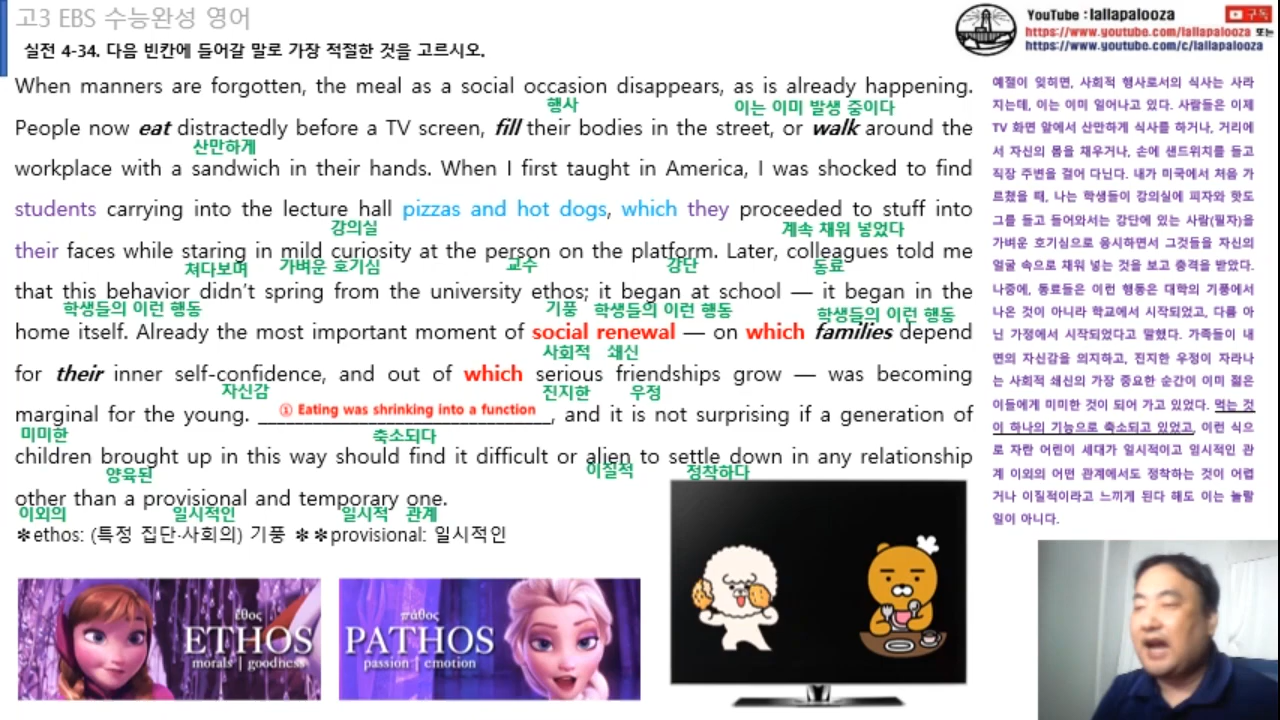 고3 EBS 수능완성 영어
실전 4-34. 다음 빈칸에 들어갈 말로 가장 적절한 것을 고르시오.
YouTube : lallapalooza
구독
https://www.youtube.com/lallapalooza 또는
https://www.youtube.com/c/lallapalooza
When manners are forgotten, the meal as a social occasion disappears, as is already happening.
행사 이는 이미 발생 중이다
People now eat distractedly before a TV screen, fill their bodies in the street, or walk around the
산만하게
workplace with a sandwich in their hands. When I first taught in America, I was shocked to find
students carrying into the lecture hall pizzas and hot dogs, which they proceeded to stuff into
강의실 계속 채워 넣었다
their faces while staring in mild curiosity at the person on the platform. Later, colleagues told me
쳐다보며 가벼운 호기심 교수 강단 동료
that this behavior didn't spring from the university ethos; it began at school — it began in the
학생들의 이런 행동 기풍 학생들의 이런 행동 학생들의 이런 행동
home itself. Already the most important moment of social renewal — on which families depend
사회적 쇄신
for their inner self-confidence, and out of which serious friendships grow — was becoming
자신감 진지한 우정
marginal for the young. ① Eating was shrinking into a function, and it is not surprising if a generation of
미미한 축소되다
children brought up in this way should find it difficult or alien to settle down in any relationship
양육된 이질적 정착하다
other than a provisional and temporary one.
이외의 일시적인 일시적 관계
＊ethos: (특정 집단·사회의) 기풍 ＊＊provisional: 일시적인
예절이 잊히면, 사회적 행사로서의 식사는 사라
지는데, 이는 이미 일어나고 있다. 사람들은 이제
TV 화면 앞에서 산만하게 식사를 하거나, 거리에
서 자신의 몸을 채우거나, 손에 샌드위치를 들고
직장 주변을 걸어 다닌다. 내가 미국에서 처음 가
르쳤을 때, 나는 학생들이 강의실에 피자와 핫도
그를 들고 들어와서는 강단에 있는 사람(필자)을
가벼운 호기심으로 응시하면서 그것들을 자신의
얼굴 속으로 채워 넣는 것을 보고 충격을 받았다.
나중에, 동료들은 이런 행동은 대학의 기풍에서
나온 것이 아니라 학교에서 시작되었고, 다름 아
닌 가정에서 시작되었다고 말했다. 가족들이 내
면의 자신감을 의지하고, 진지한 우정이 자라나
는 사회적 쇄신의 가장 중요한 순간이 이미 젊은
이들에게 미미한 것이 되어 가고 있었다. 먹는 것
이 하나의 기능으로 축소되고 있었고, 이런 식으
로 자란 어린이 세대가 일시적이고 일시적인 관
계 이외의 어떤 관계에서도 정착하는 것이 어렵
거나 이질적이라고 느끼게 된다 해도 이는 놀랄
일이 아니다.
ἔθος
ETHOS
morals | goodness
πάθος
PATHOS
passion | emotion